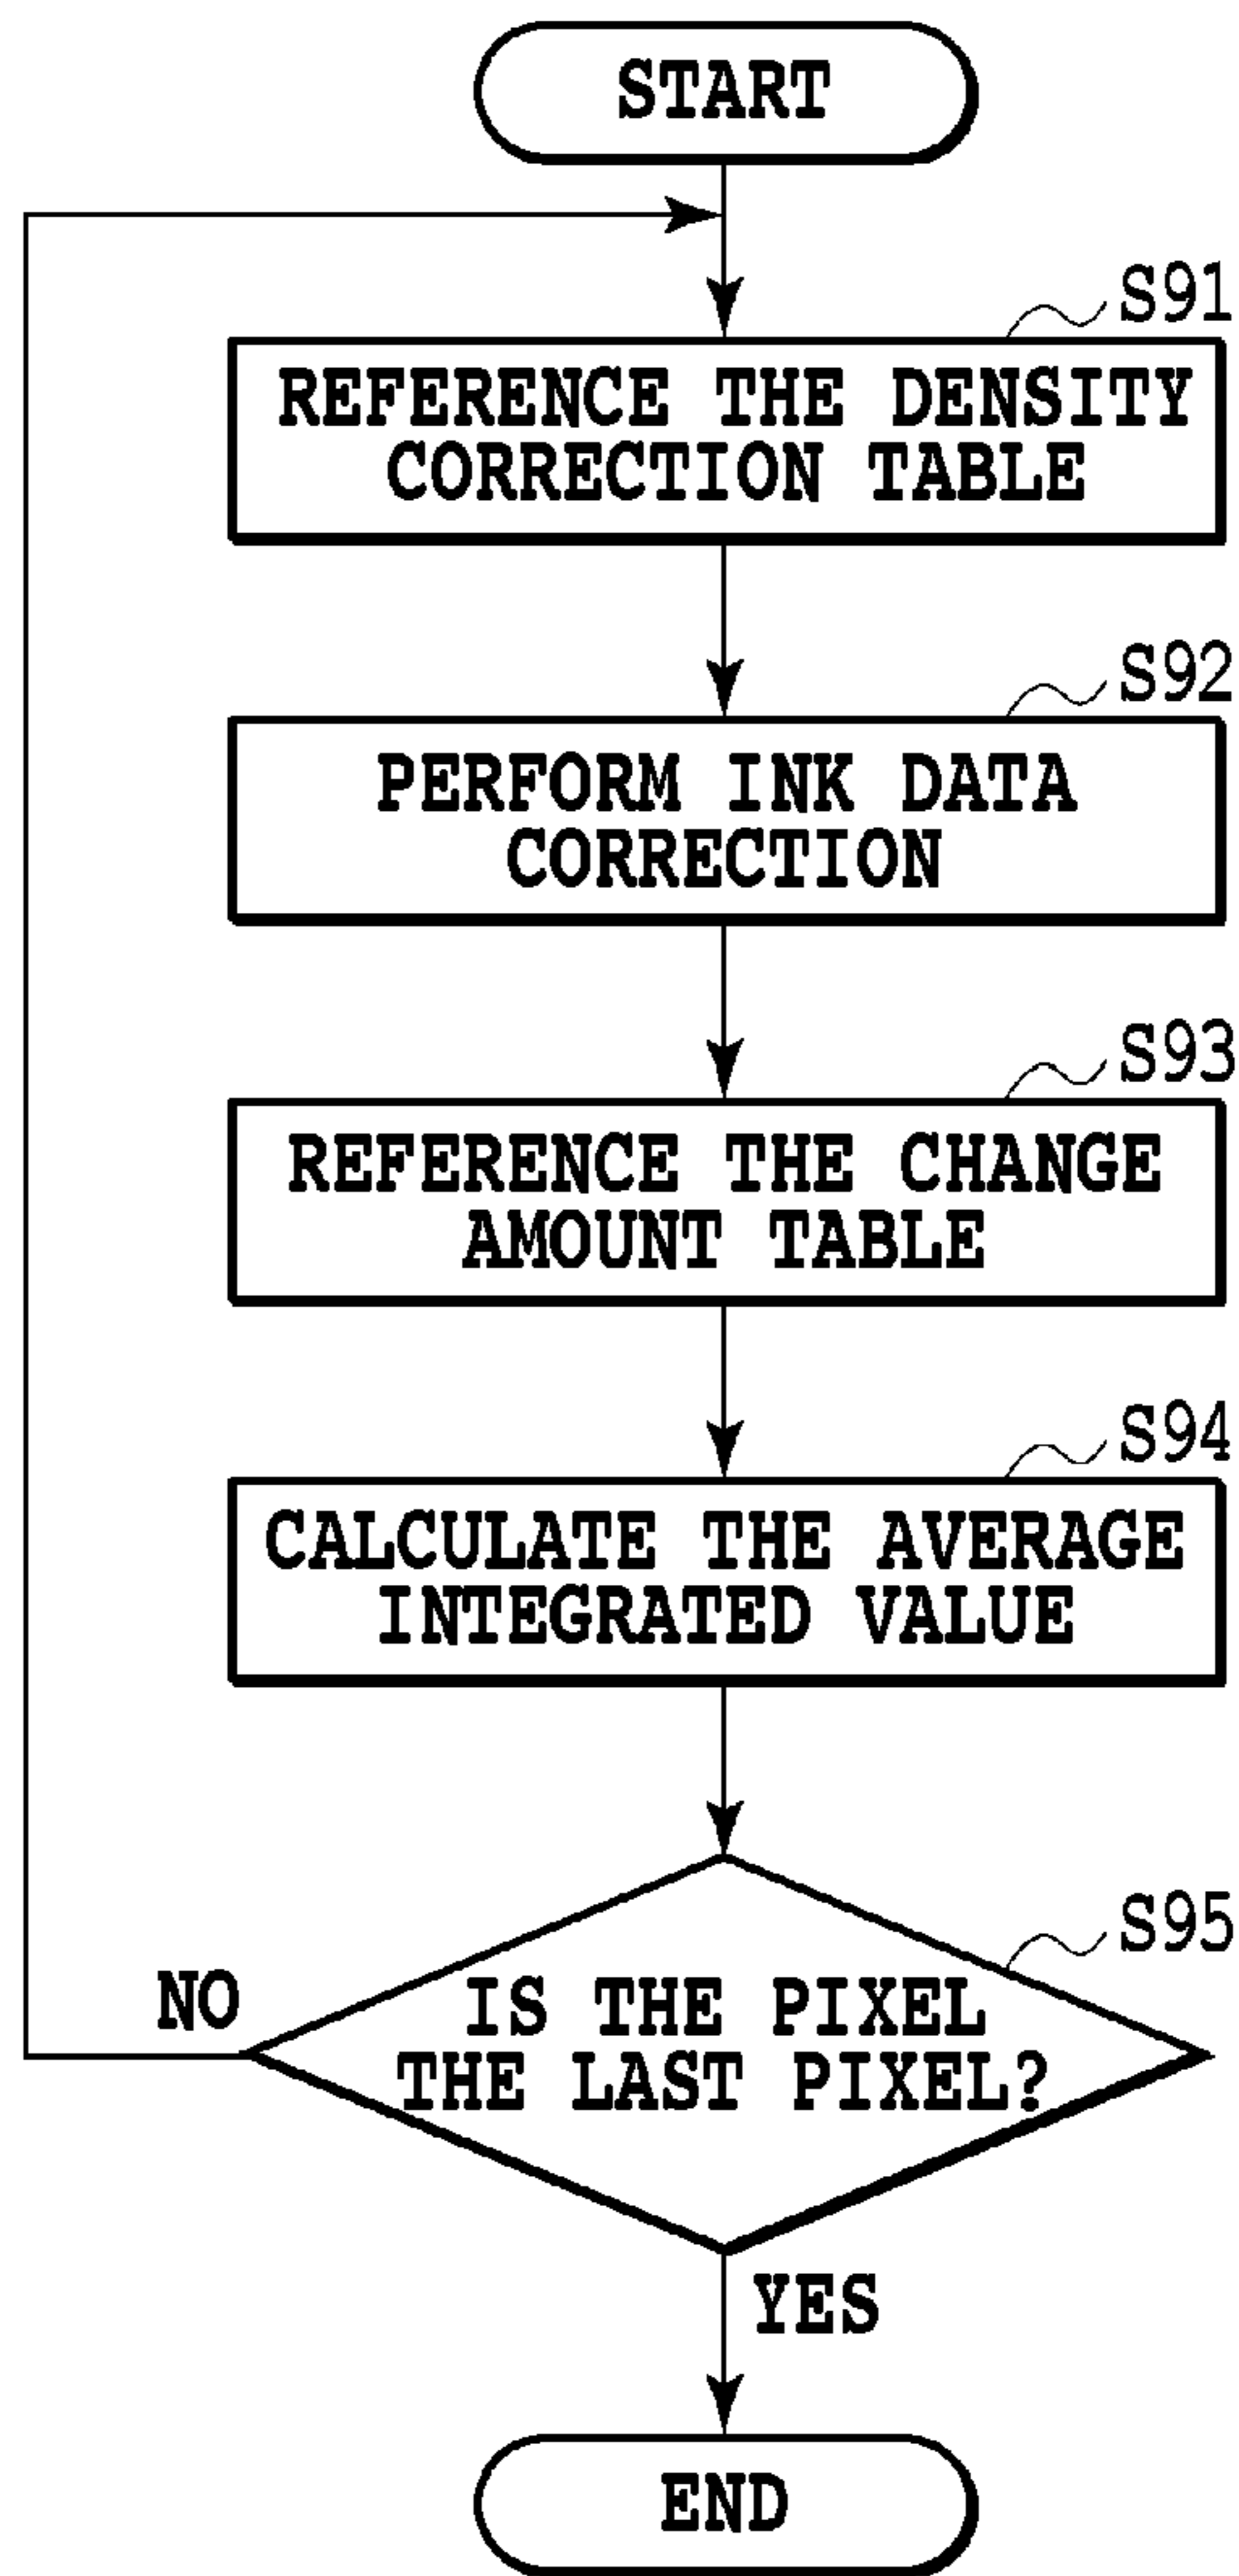 START
S91
REFERENCE THE DENSITY
CORRECTION TABLE
S92
PERFORM INK DATA
CORRECTION
S93
REFERENCE THE CHANGE
AMOUNT TABLE
S94
CALCULATE THE AVERAGE
INTEGRATED VALUE
S95
NO
IS THE PIXEL
THE LAST PIXEL?
YES
END